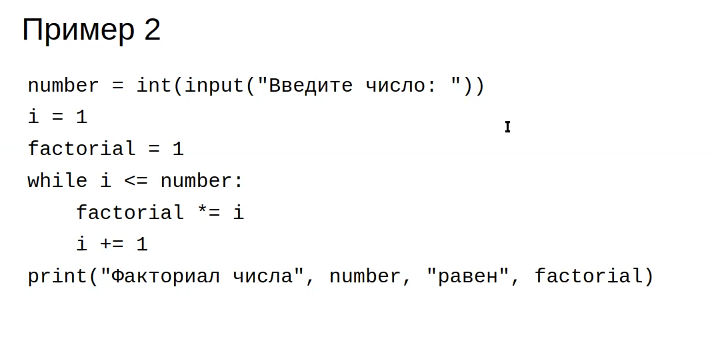 Пример 2
number = int(input("Введите число: "))
i = 1
factorial = 1
while i <= number:
    factorial *= i
    i += 1
print("Факториал числа", number, "равен", factorial)